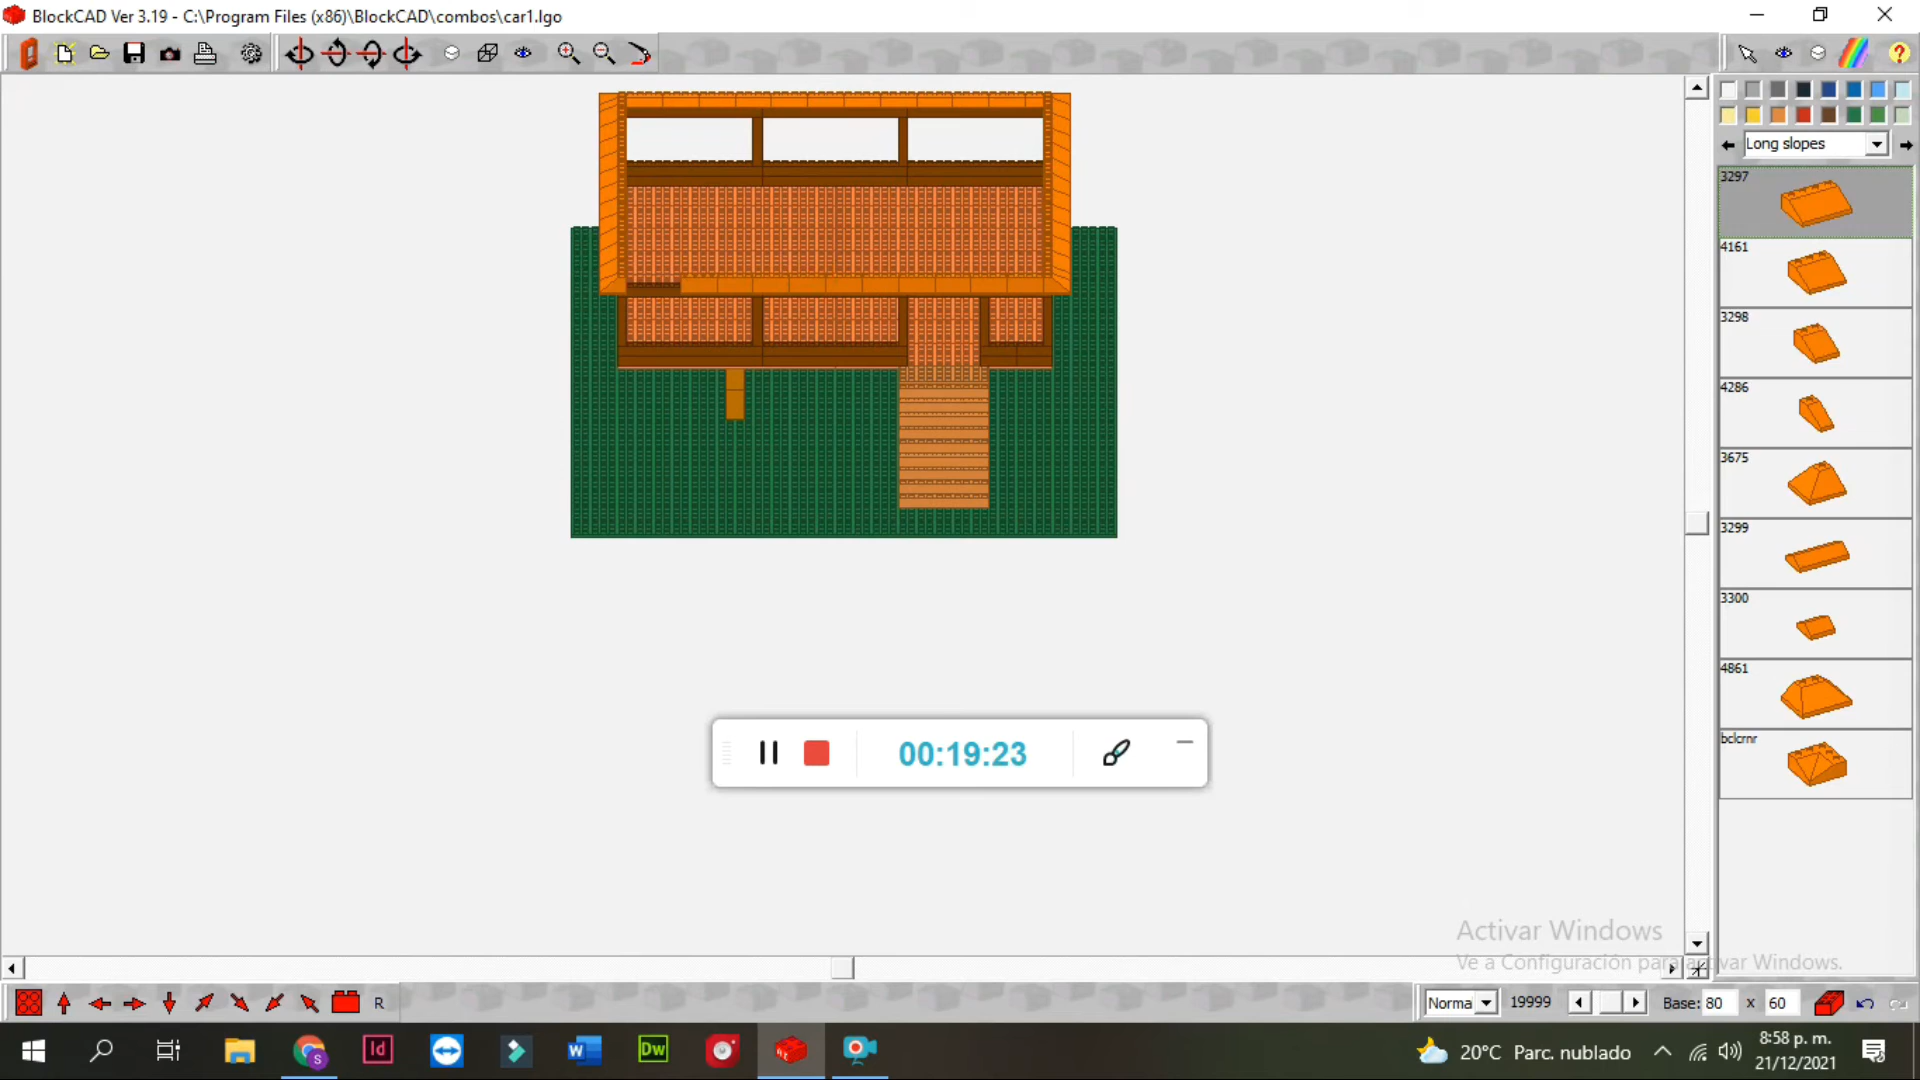 BlockCAD Ver 3.19 - C:\Program Files (x86)\BlockCAD\combos\car1.lgo
Long slopes
3297
4161
3298
4286
3675
3299
3300
4861
bclcrnr
00:19:23
Activar Windows
Ve a Configuración para activar Windows.
R
Norma
19999
Base: 80 x 60
Id
W
Dw
S
20°C Parc. nublado
8:58 p. m.
21/12/2021